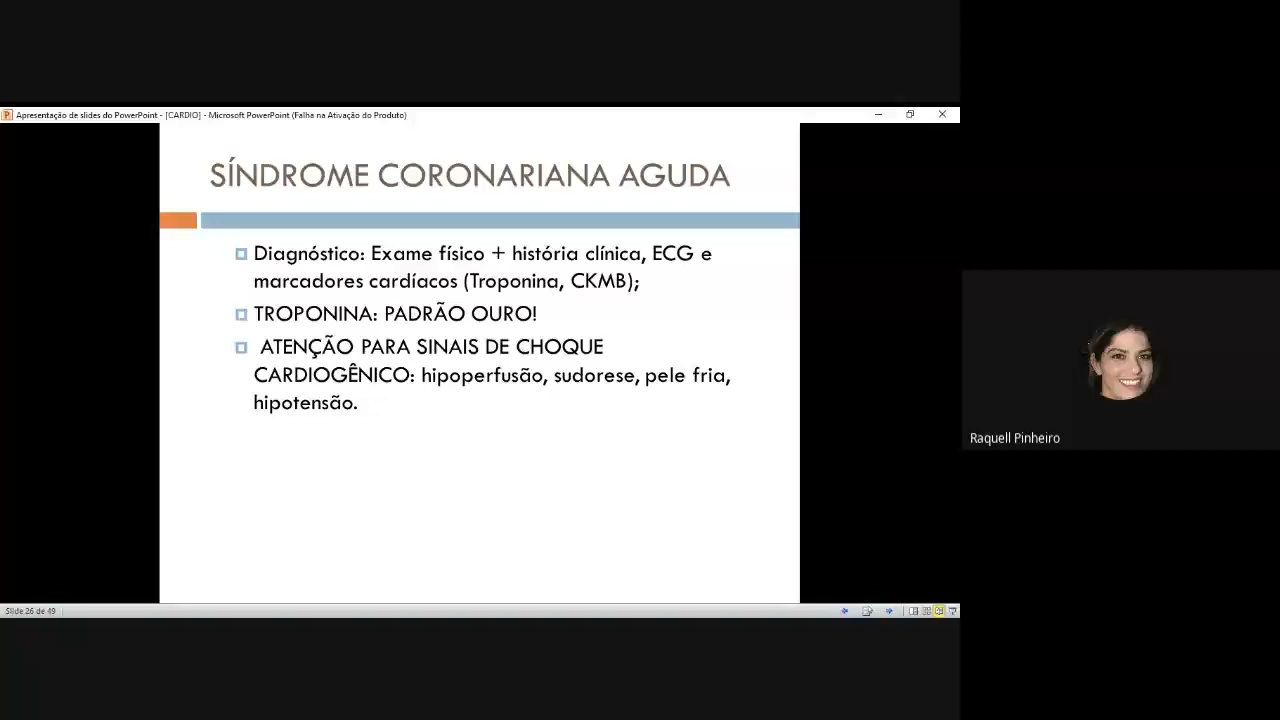 Apresentação de slides do PowerPoint - [CARDIO] - Microsoft PowerPoint (Falha na Ativação do Produto)
SÍNDROME CORONARIANA AGUDA
Diagnóstico: Exame físico + história clínica, ECG e
marcadores cardíacos (Troponina, CKMB);
TROPONINA: PADRÃO OURO!
ATENÇÃO PARA SINAIS DE CHOQUE
CARDIOGÊNICO: hipoperfusão, sudorese, pele fria,
hipotensão.
Raquell Pinheiro
Slide 26 de 49